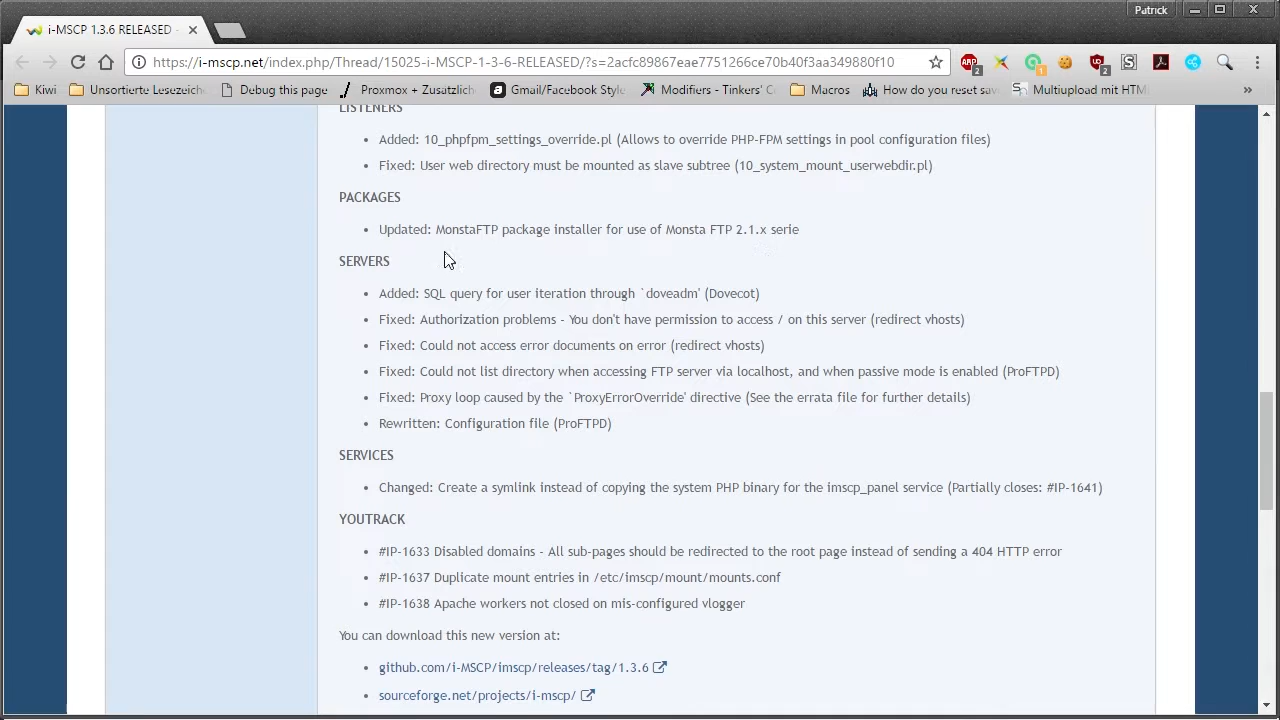 Patrick
i-MSCP 1.3.6 RELEASED -
https://i-mscp.net/index.php/Thread/15025-i-MSCP-1-3-6-RELEASED/?s=2acfc89867eae7751266ce70b40f3aa349880f10
ABP 2 1 2 S
Kiwi Unsortierte Lesezeich Debug this page Proxmox + Zusätzlich Gmail/Facebook Style Modifiers - Tinkers' C Macros How do you reset sav Multiupload mit HTM »
LISTENERS
• Added: 10_phpfpm_settings_override.pl (Allows to override PHP-FPM settings in pool configuration files)
• Fixed: User web directory must be mounted as slave subtree (10_system_mount_userwebdir.pl)
PACKAGES
• Updated: MonstaFTP package installer for use of Monsta FTP 2.1.x serie
SERVERS
• Added: SQL query for user iteration through `doveadm' (Dovecot)
• Fixed: Authorization problems - You don't have permission to access / on this server (redirect vhosts)
• Fixed: Could not access error documents on error (redirect vhosts)
• Fixed: Could not list directory when accessing FTP server via localhost, and when passive mode is enabled (ProFTPD)
• Fixed: Proxy loop caused by the `ProxyErrorOverride' directive (See the errata file for further details)
• Rewritten: Configuration file (ProFTPD)
SERVICES
• Changed: Create a symlink instead of copying the system PHP binary for the imscp_panel service (Partially closes: #IP-1641)
YOUTRACK
• #IP-1633 Disabled domains - All sub-pages should be redirected to the root page instead of sending a 404 HTTP error
• #IP-1637 Duplicate mount entries in /etc/imscp/mount/mounts.conf
• #IP-1638 Apache workers not closed on mis-configured vlogger
You can download this new version at:
• github.com/i-MSCP/imscp/releases/tag/1.3.6
• sourceforge.net/projects/i-mscp/